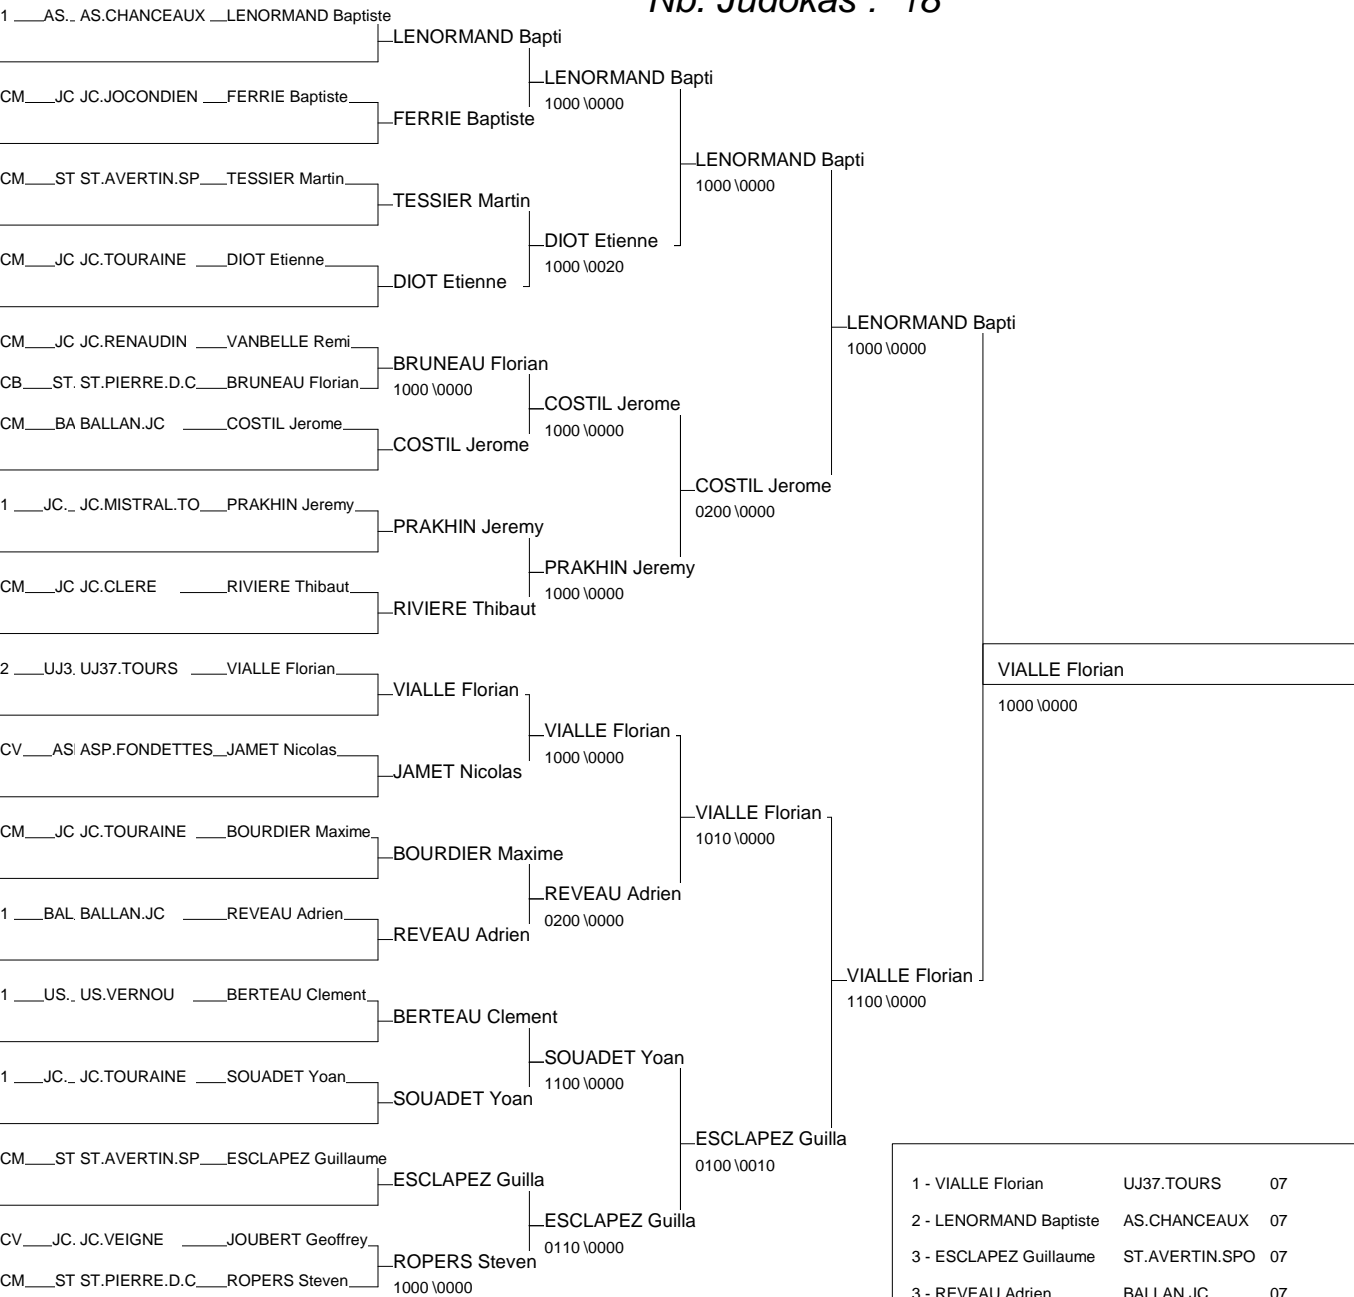 Nb. Judokas : 18
1 AS. AS.CHANCEAUX LENORMAND Baptiste
LENORMAND Bapti
LENORMAND Bapti
1000 \0000
CM JC JC.JOCONDIEN FERRIE Baptiste
FERRIE Baptiste
LENORMAND Bapti
1000 \0000
CM ST ST.AVERTIN.SP TESSIER Martin
TESSIER Martin
DIOT Etienne
1000 \0020
CM JC JC.TOURAINE DIOT Etienne
DIOT Etienne
LENORMAND Bapti
1000 \0000
CM JC JC.RENAUDIN VANBELLE Remi
BRUNEAU Florian
1000 \0000
CB ST. ST.PIERRE.D.C BRUNEAU Florian
COSTIL Jerome
1000 \0000
CM BA BALLAN.JC COSTIL Jerome
COSTIL Jerome
COSTIL Jerome
0200 \0000
1 JC. JC.MISTRAL.TO PRAKHIN Jeremy
PRAKHIN Jeremy
PRAKHIN Jeremy
1000 \0000
CM JC JC.CLERE RIVIERE Thibaut
RIVIERE Thibaut
VIALLE Florian
1000 \0000
2 UJ3 UJ37.TOURS VIALLE Florian
VIALLE Florian
VIALLE Florian
1000 \0000
CV AS ASP.FONDETTES JAMET Nicolas
JAMET Nicolas
VIALLE Florian
1010 \0000
CM JC JC.TOURAINE BOURDIER Maxime
BOURDIER Maxime
REVEAU Adrien
0200 \0000
1 BAL BALLAN.JC REVEAU Adrien
REVEAU Adrien
VIALLE Florian
1100 \0000
1 US. US.VERNOU BERTEAU Clement
BERTEAU Clement
SOUADET Yoan
1100 \0000
1 JC. JC.TOURAINE SOUADET Yoan
SOUADET Yoan
ESCLAPEZ Guilla
0100 \0010
CM ST ST.AVERTIN.SP ESCLAPEZ Guillaume
ESCLAPEZ Guilla
ESCLAPEZ Guilla
0110 \0000
CV JC. JC.VEIGNE JOUBERT Geoffrey
ROPERS Steven
1000 \0000
CM ST ST.PIERRE.D.C ROPERS Steven
1 - VIALLE Florian UJ37.TOURS 07
2 - LENORMAND Baptiste AS.CHANCEAUX 07
3 - ESCLAPEZ Guillaume ST.AVERTIN.SPO 07
3 - REVEAU Adrien BALLAN.JC 07